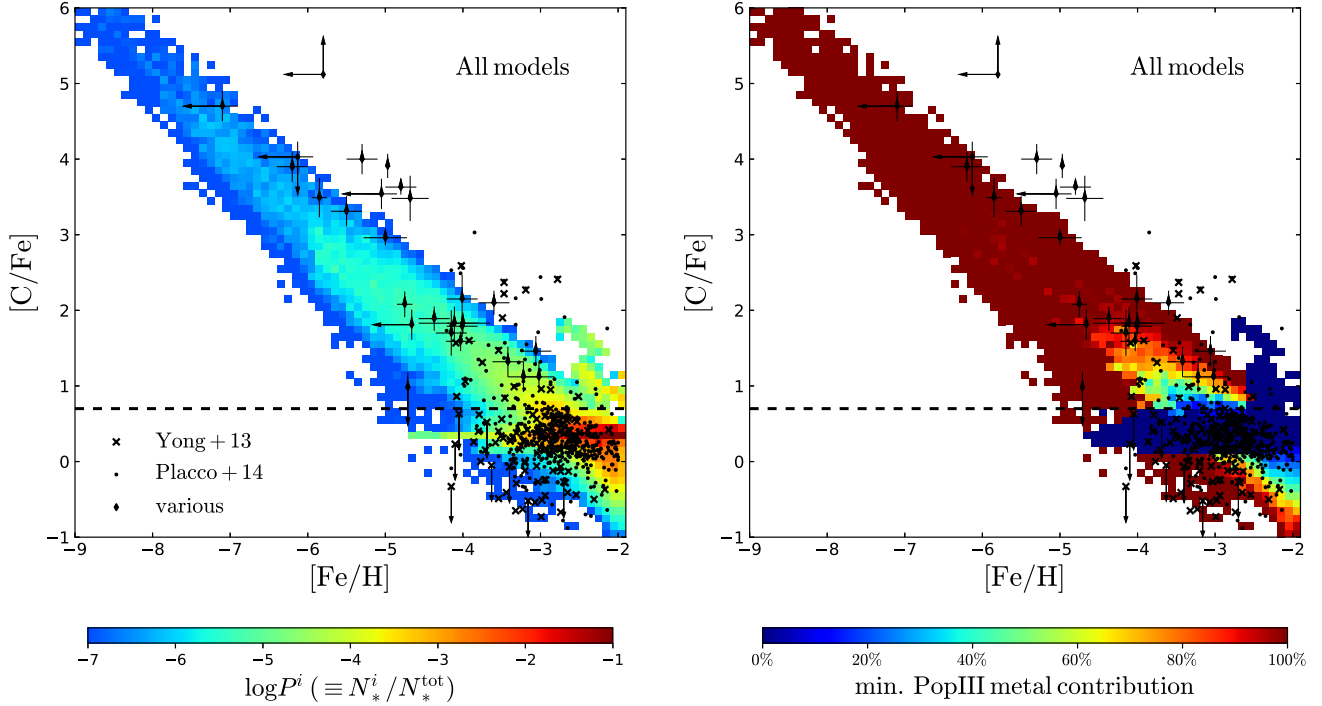 6
5
4
3
2
1
0
−1
[C/Fe]
All models
Yong+13
Placco+14
various
−9 −8 −7 −6 −5 −4 −3 −2
[Fe/H]
−7 −6 −5 −4 −3 −2 −1
logPⁱ (≡ N*ⁱ/N*ᵗᵒᵗ)
6
5
4
3
2
1
0
−1
[C/Fe]
All models
−9 −8 −7 −6 −5 −4 −3 −2
[Fe/H]
0% 20% 40% 60% 80% 100%
min. PopIII metal contribution